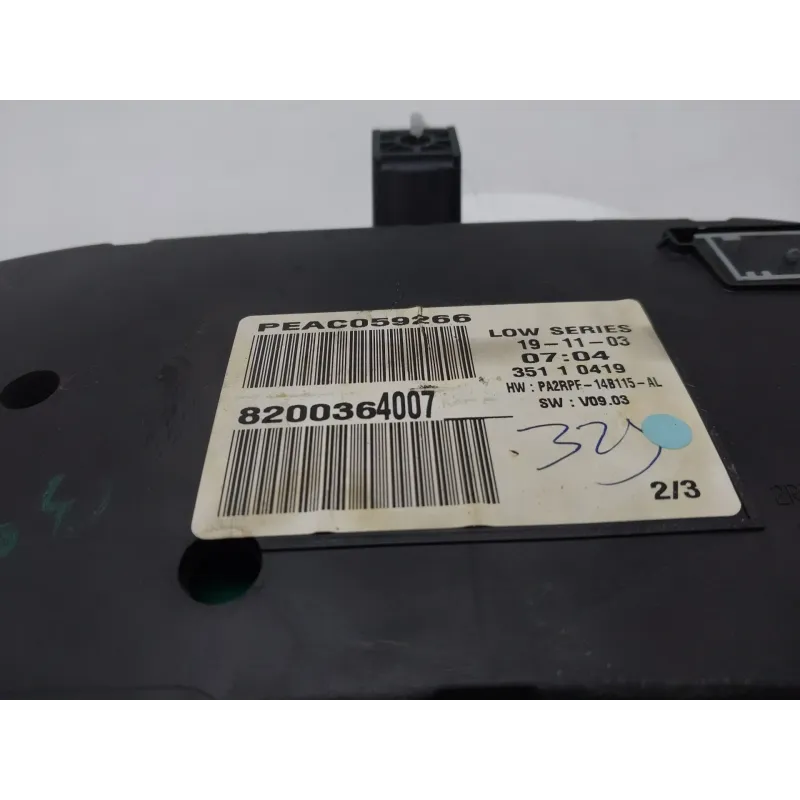 PEAC059266
LOW SERIES
19-11-03
07:04
351 1 0419
HW : PA2RPF-14B115-AL
SW : V09.03
8200364007
2/3